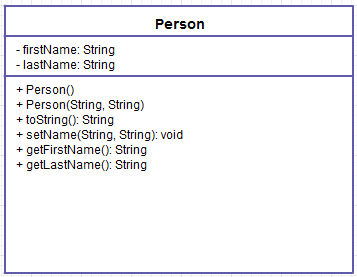 Person
- firstName: String
- lastName: String
+ Person()
+ Person(String, String)
+ toString(): String
+ setName(String, String): void
+ getFirstName(): String
+ getLastName(): String